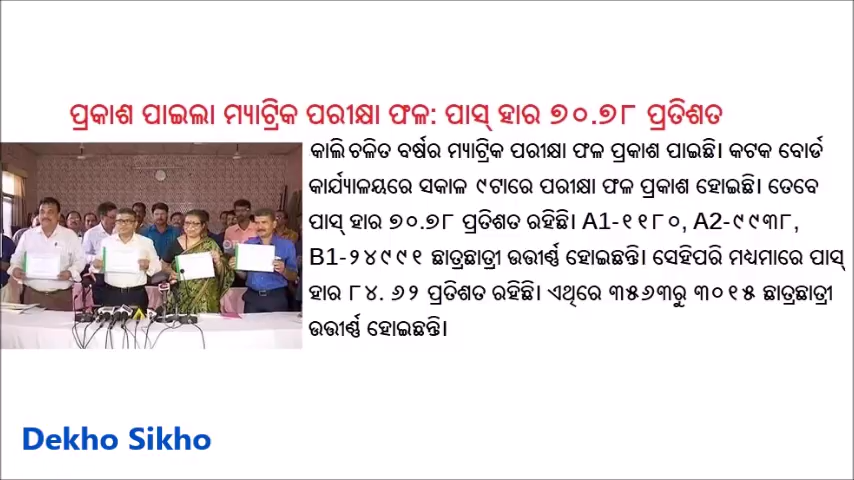 ପ୍ରକାଶ ପାଇଲା ମ୍ୟାଟ୍ରିକ ପରୀକ୍ଷା ଫଳ: ପାସ୍ ହାର ୭୦.୭୮ ପ୍ରତିଶତ
କାଲି ଚଳିତ ବର୍ଷର ମ୍ୟାଟ୍ରିକ ପରୀକ୍ଷା ଫଳ ପ୍ରକାଶ ପାଇଛି। କଟକ ବୋର୍ଡ
କାର୍ଯ୍ୟାଳୟରେ ସକାଳ ୯ଟାରେ ପରୀକ୍ଷା ଫଳ ପ୍ରକାଶ ହୋଇଛି। ତେବେ
ପାସ୍ ହାର ୭୦.୭୮ ପ୍ରତିଶତ ରହିଛି। A1-୧୧୮୦, A2-୯୯୩୮,
B1-୨୪୯୯୧ ଛାତ୍ରଛାତ୍ରୀ ଉତ୍ତୀର୍ଣ୍ଣ ହୋଇଛନ୍ତି। ସେହିପରି ମଧ୍ୟମାରେ ପାସ୍
ହାର ୮୪. ୬୨ ପ୍ରତିଶତ ରହିଛି। ଏଥିରେ ୩୫୬୩ରୁ ୩୦୧୫ ଛାତ୍ରଛାତ୍ରୀ
ଉତ୍ତୀର୍ଣ୍ଣ ହୋଇଛନ୍ତି।
Dekho Sikho